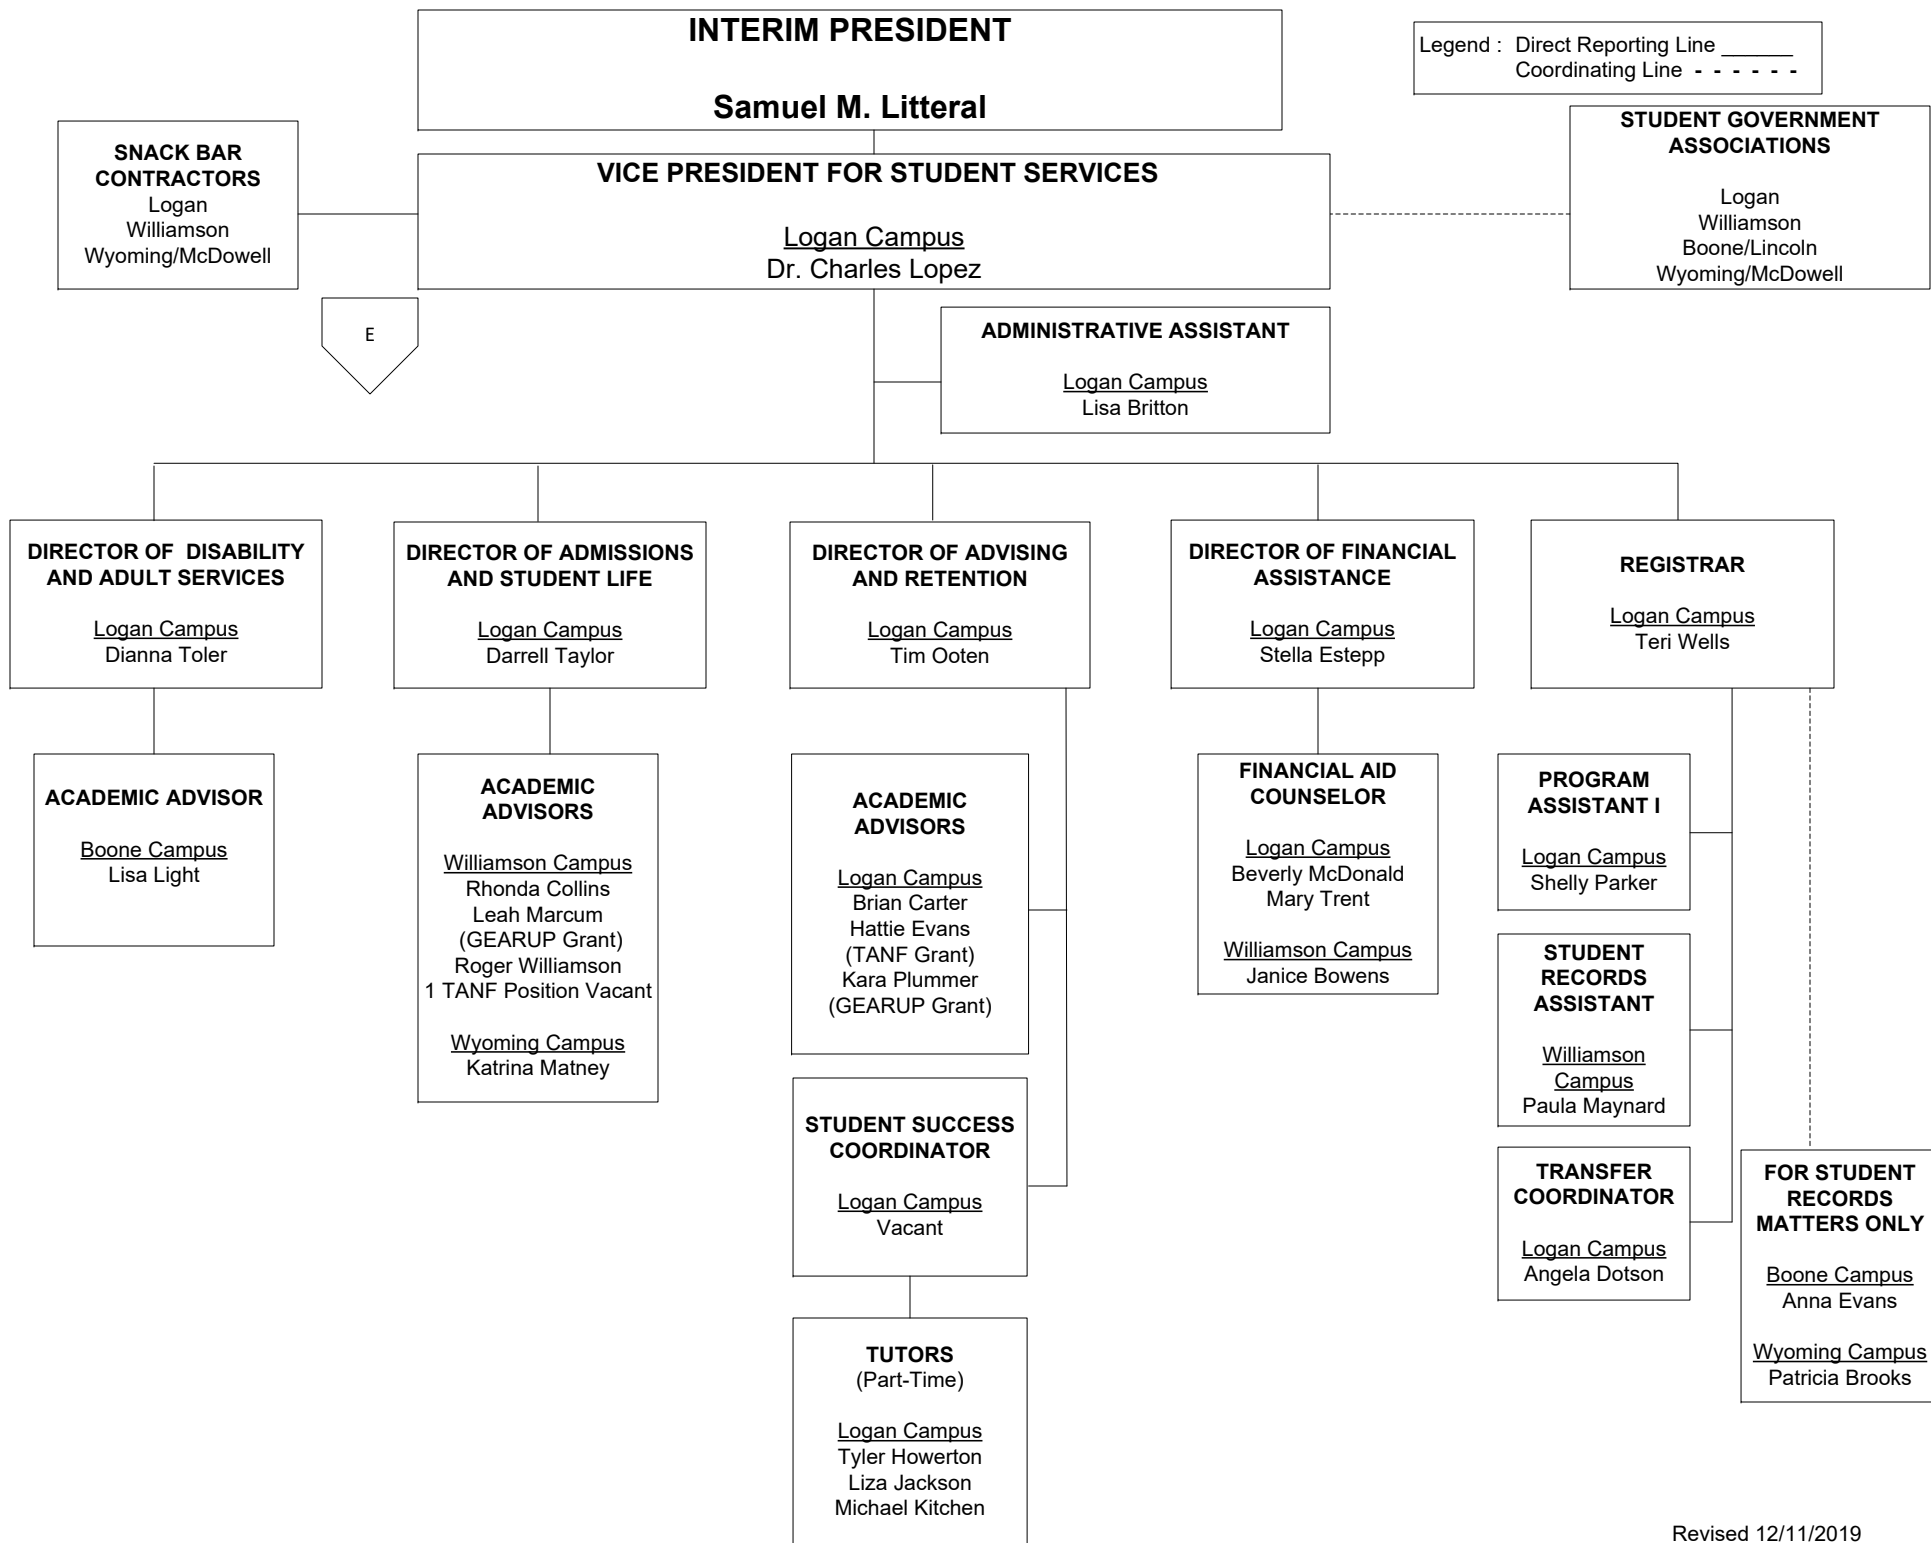 INTERIM PRESIDENT
Samuel M. Litteral
Legend : Direct Reporting Line ______
Coordinating Line - - - - - -
SNACK BAR
CONTRACTORS
Logan
Williamson
Wyoming/McDowell
VICE PRESIDENT FOR STUDENT SERVICES
Logan Campus
Dr. Charles Lopez
STUDENT GOVERNMENT
ASSOCIATIONS
Logan
Williamson
Boone/Lincoln
Wyoming/McDowell
E
ADMINISTRATIVE ASSISTANT
Logan Campus
Lisa Britton
DIRECTOR OF DISABILITY
AND ADULT SERVICES
Logan Campus
Dianna Toler
DIRECTOR OF ADMISSIONS
AND STUDENT LIFE
Logan Campus
Darrell Taylor
DIRECTOR OF ADVISING
AND RETENTION
Logan Campus
Tim Ooten
DIRECTOR OF FINANCIAL
ASSISTANCE
Logan Campus
Stella Estepp
REGISTRAR
Logan Campus
Teri Wells
ACADEMIC ADVISOR
Boone Campus
Lisa Light
ACADEMIC
ADVISORS
Williamson Campus
Rhonda Collins
Leah Marcum
(GEARUP Grant)
Roger Williamson
1 TANF Position Vacant
Wyoming Campus
Katrina Matney
ACADEMIC
ADVISORS
Logan Campus
Brian Carter
Hattie Evans
(TANF Grant)
Kara Plummer
(GEARUP Grant)
STUDENT SUCCESS
COORDINATOR
Logan Campus
Vacant
TUTORS
(Part-Time)
Logan Campus
Tyler Howerton
Liza Jackson
Michael Kitchen
FINANCIAL AID
COUNSELOR
Logan Campus
Beverly McDonald
Mary Trent
Williamson Campus
Janice Bowens
PROGRAM
ASSISTANT I
Logan Campus
Shelly Parker
STUDENT
RECORDS
ASSISTANT
Williamson
Campus
Paula Maynard
TRANSFER
COORDINATOR
Logan Campus
Angela Dotson
FOR STUDENT
RECORDS
MATTERS ONLY
Boone Campus
Anna Evans
Wyoming Campus
Patricia Brooks
Revised 12/11/2019